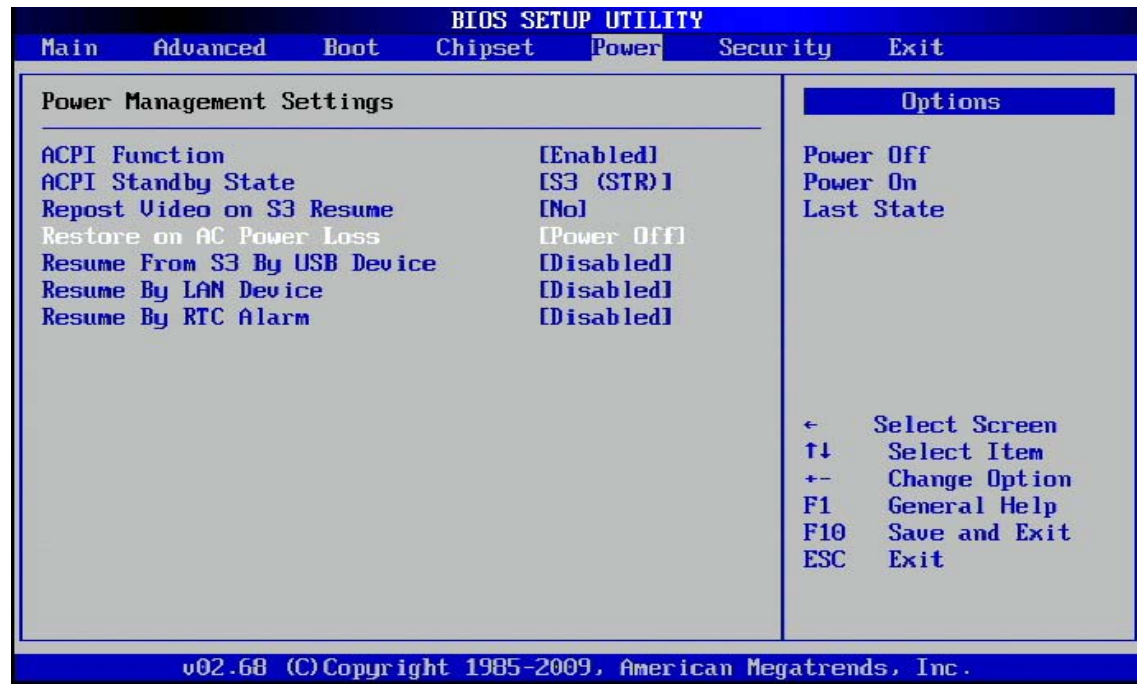 BIOS SETUP UTILITY
Main Advanced Boot Chipset Power Security Exit
Power Management Settings
ACPI Function [Enabled]
ACPI Standby State [S3 (STR)]
Repost Video on S3 Resume [No]
Restore on AC Power Loss [Power Off]
Resume From S3 By USB Device [Disabled]
Resume By LAN Device [Disabled]
Resume By RTC Alarm [Disabled]
Options
Power Off
Power On
Last State
← Select Screen
↑↓ Select Item
+- Change Option
F1 General Help
F10 Save and Exit
ESC Exit
v02.68 (C)Copyright 1985-2009, American Megatrends, Inc.